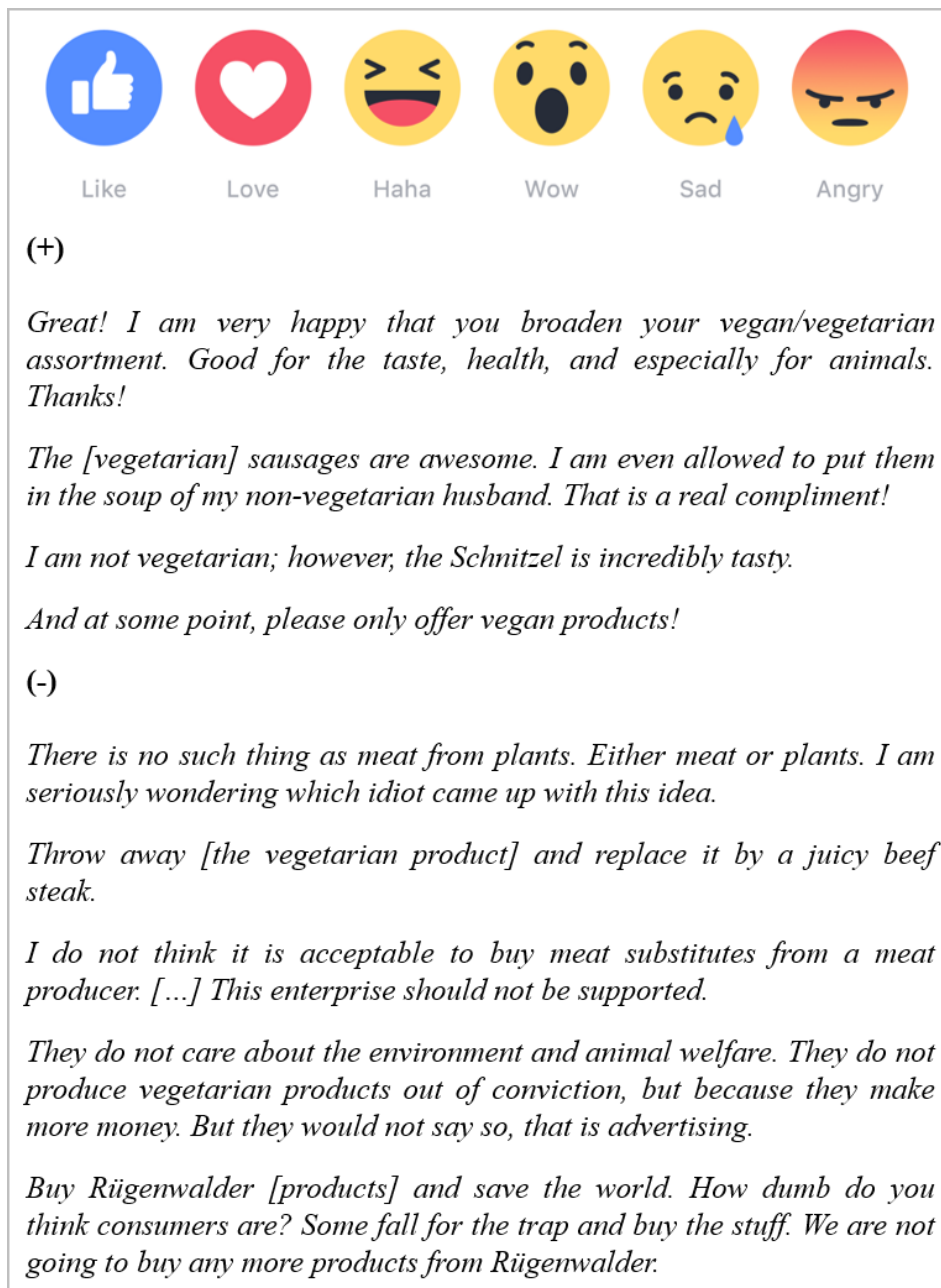 Like Love Haha Wow Sad Angry
(+)
Great! I am very happy that you broaden your vegan/vegetarian
assortment. Good for the taste, health, and especially for animals.
Thanks!
The [vegetarian] sausages are awesome. I am even allowed to put them
in the soup of my non-vegetarian husband. That is a real compliment!
I am not vegetarian; however, the Schnitzel is incredibly tasty.
And at some point, please only offer vegan products!
(-)
There is no such thing as meat from plants. Either meat or plants. I am
seriously wondering which idiot came up with this idea.
Throw away [the vegetarian product] and replace it by a juicy beef
steak.
I do not think it is acceptable to buy meat substitutes from a meat
producer. […] This enterprise should not be supported.
They do not care about the environment and animal welfare. They do not
produce vegetarian products out of conviction, but because they make
more money. But they would not say so, that is advertising.
Buy Rügenwalder [products] and save the world. How dumb do you
think consumers are? Some fall for the trap and buy the stuff. We are not
going to buy any more products from Rügenwalder.